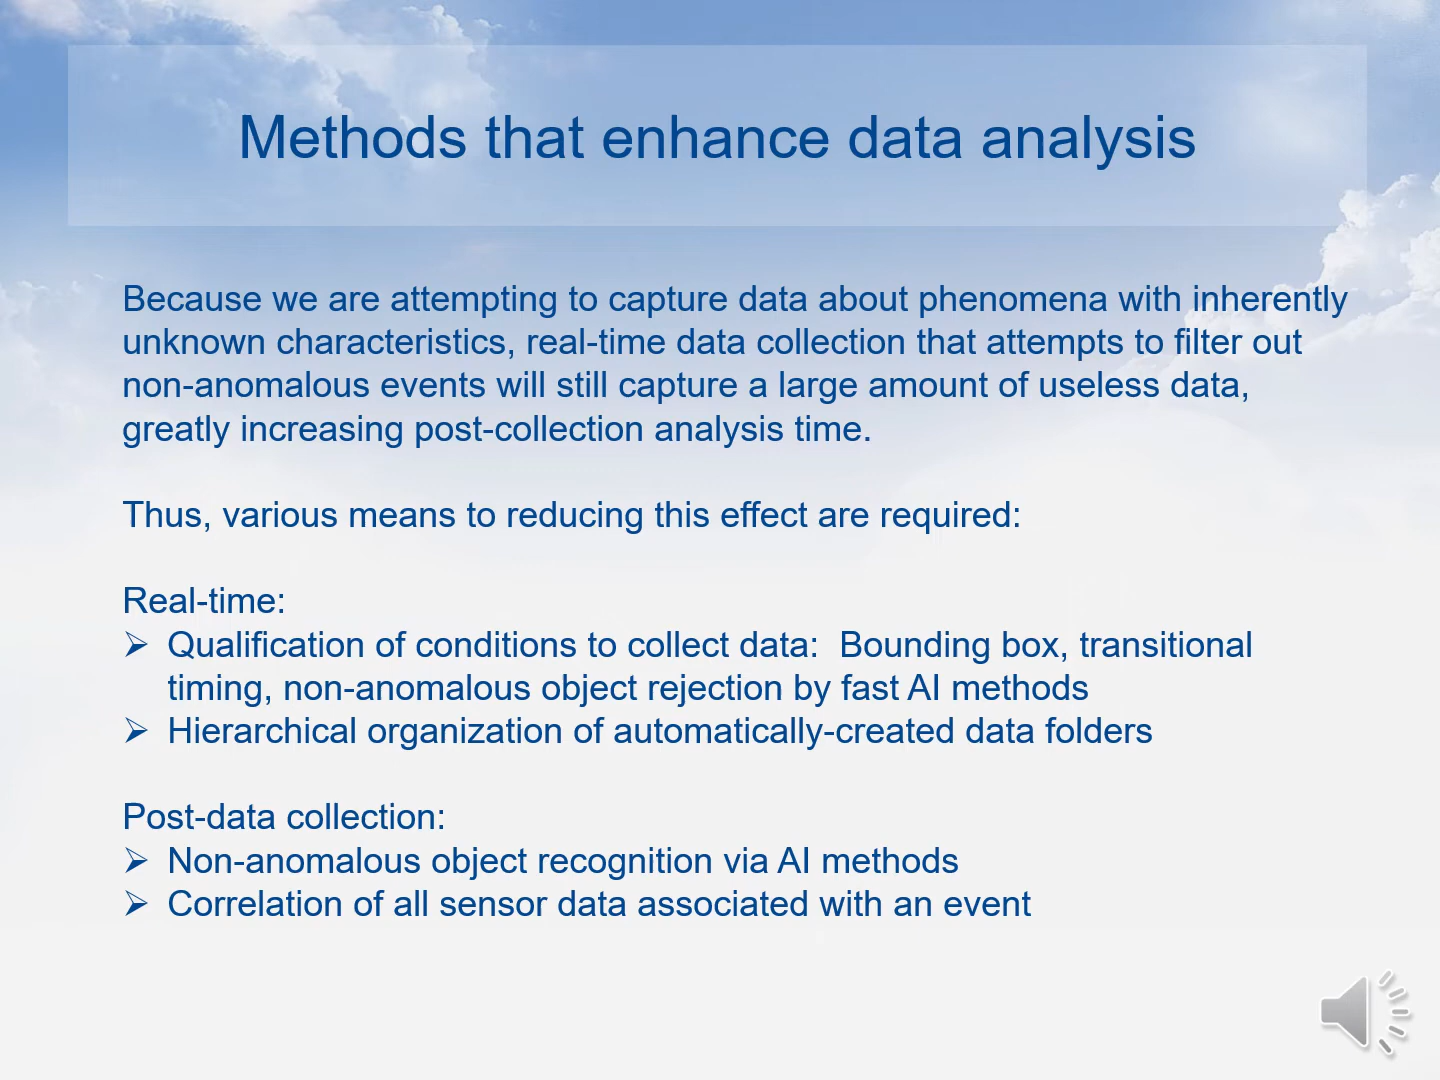 Methods that enhance data analysis
Because we are attempting to capture data about phenomena with inherently
unknown characteristics, real-time data collection that attempts to filter out
non-anomalous events will still capture a large amount of useless data,
greatly increasing post-collection analysis time.
Thus, various means to reducing this effect are required:
Real-time:
➢ Qualification of conditions to collect data:  Bounding box, transitional
timing, non-anomalous object rejection by fast AI methods
➢ Hierarchical organization of automatically-created data folders
Post-data collection:
➢ Non-anomalous object recognition via AI methods
➢ Correlation of all sensor data associated with an event